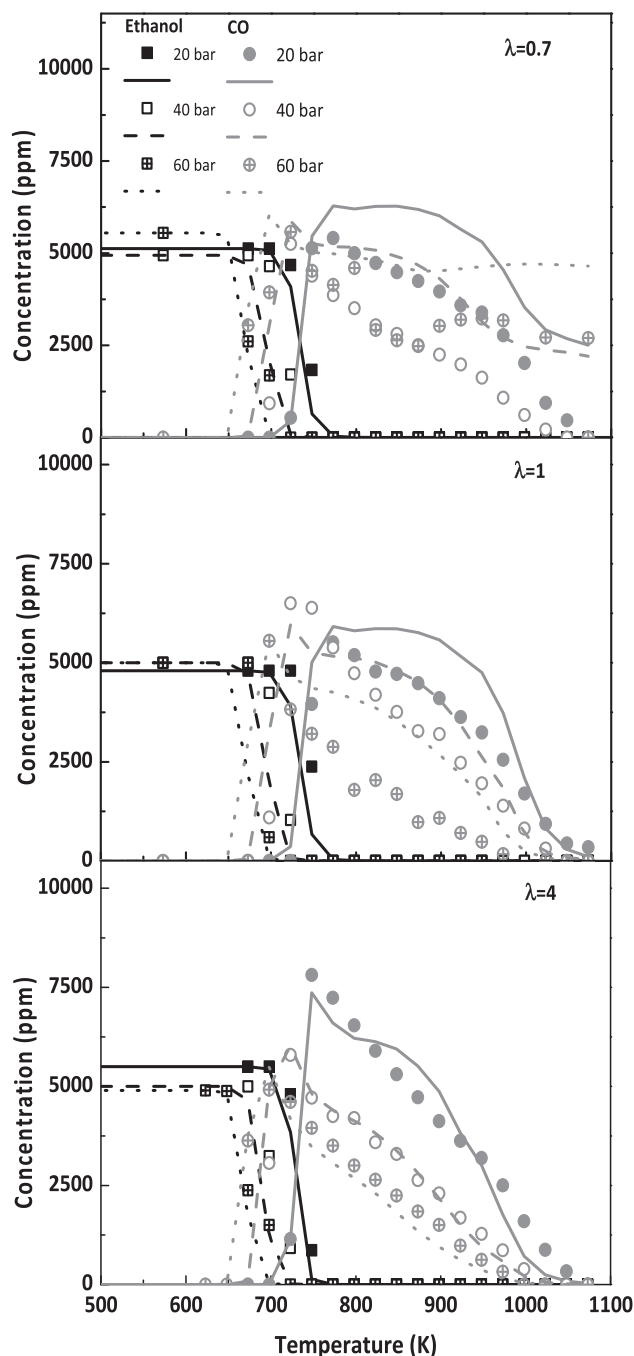 Ethanol CO
20 bar 20 bar λ=0.7
40 bar 40 bar
60 bar 60 bar
10000
7500
5000
2500
0
Concentration (ppm)
λ=1
10000
7500
5000
2500
0
Concentration (ppm)
λ=4
10000
7500
5000
2500
0
Concentration (ppm)
500 600 700 800 900 1000 1100
Temperature (K)